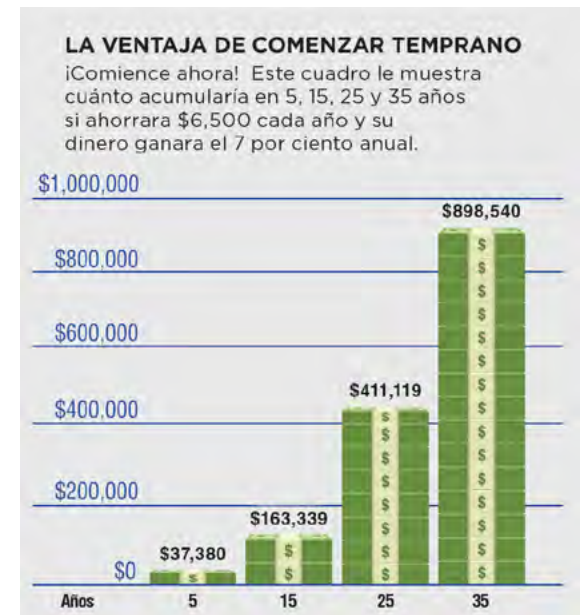 LA VENTAJA DE COMENZAR TEMPRANO
¡Comience ahora! Este cuadro le muestra
cuánto acumularía en 5, 15, 25 y 35 años
si ahorrara $6,500 cada año y su
dinero ganara el 7 por ciento anual.
$1,000,000
$898,540
$800,000
$600,000
$411,119
$400,000
$200,000
$163,339
$37,380
$0
Años 5 15 25 35